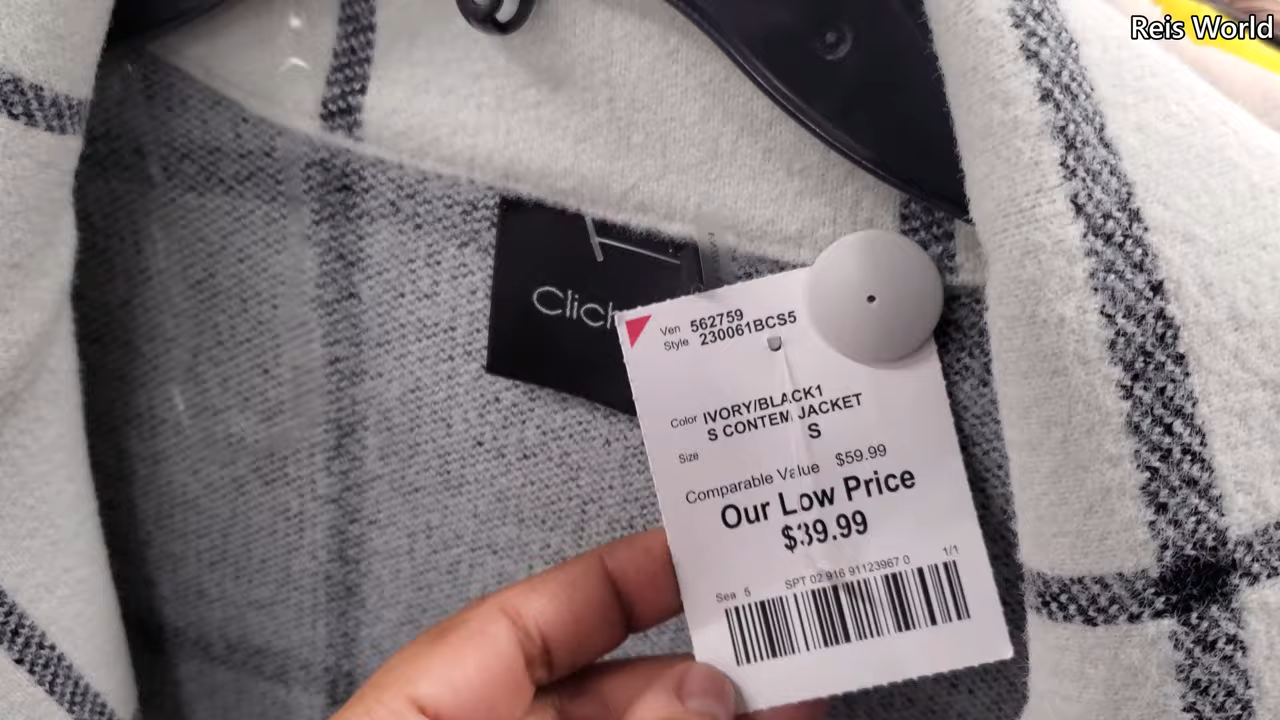 Reis World
Clich
Ven 562759
Style 230061BCS5
Color IVORY/BLACK1
S CONTEM JACKET
Size S
Comparable Value $59.99
Our Low Price
$39.99
Sea 5 SPT 02 916 91123967 0 1/1